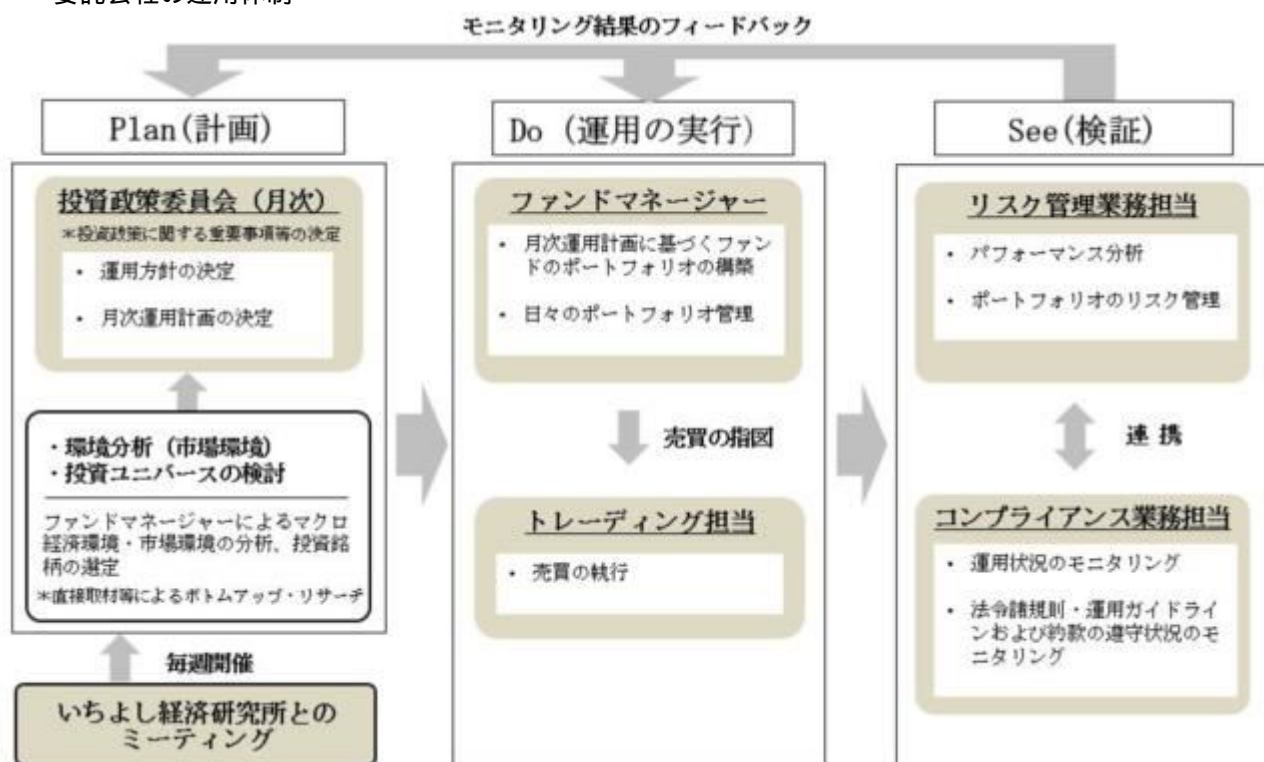 委託会社の運用体制
モニタリング結果のフィードバック
Plan(計画)
投資政策委員会（月次）
＊投資政策に関する重要事項等の決定
・ 運用方針の決定
・ 月次運用計画の決定
・環境分析（市場環境）
・投資ユニバースの検討
ファンドマネージャーによるマクロ
経済環境・市場環境の分析、投資銘
柄の選定
＊直接取材等によるボトムアップ・リサーチ
毎週開催
いちよし経済研究所との
ミーティング
Do（運用の実行）
ファンドマネージャー
・ 月次運用計画に基づくファン
ドのポートフォリオの構築
・ 日々のポートフォリオ管理
売買の指図
トレーディング担当
・ 売買の執行
See(検証)
リスク管理業務担当
・ パフォーマンス分析
・ ポートフォリオのリスク管理
連 携
コンプライアンス業務担当
・ 運用状況のモニタリング
・ 法令諸規則・運用ガイドライ
ンおよび約款の遵守状況のモ
ニタリング